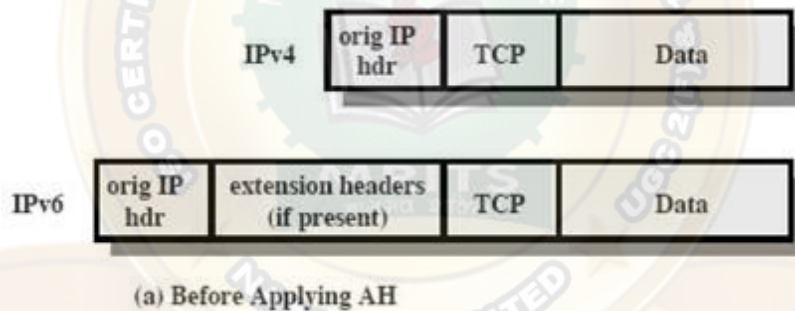 IPv4
orig IP
hdr
TCP
Data
IPv6
orig IP
hdr
extension headers
(if present)
TCP
Data
(a) Before Applying AH